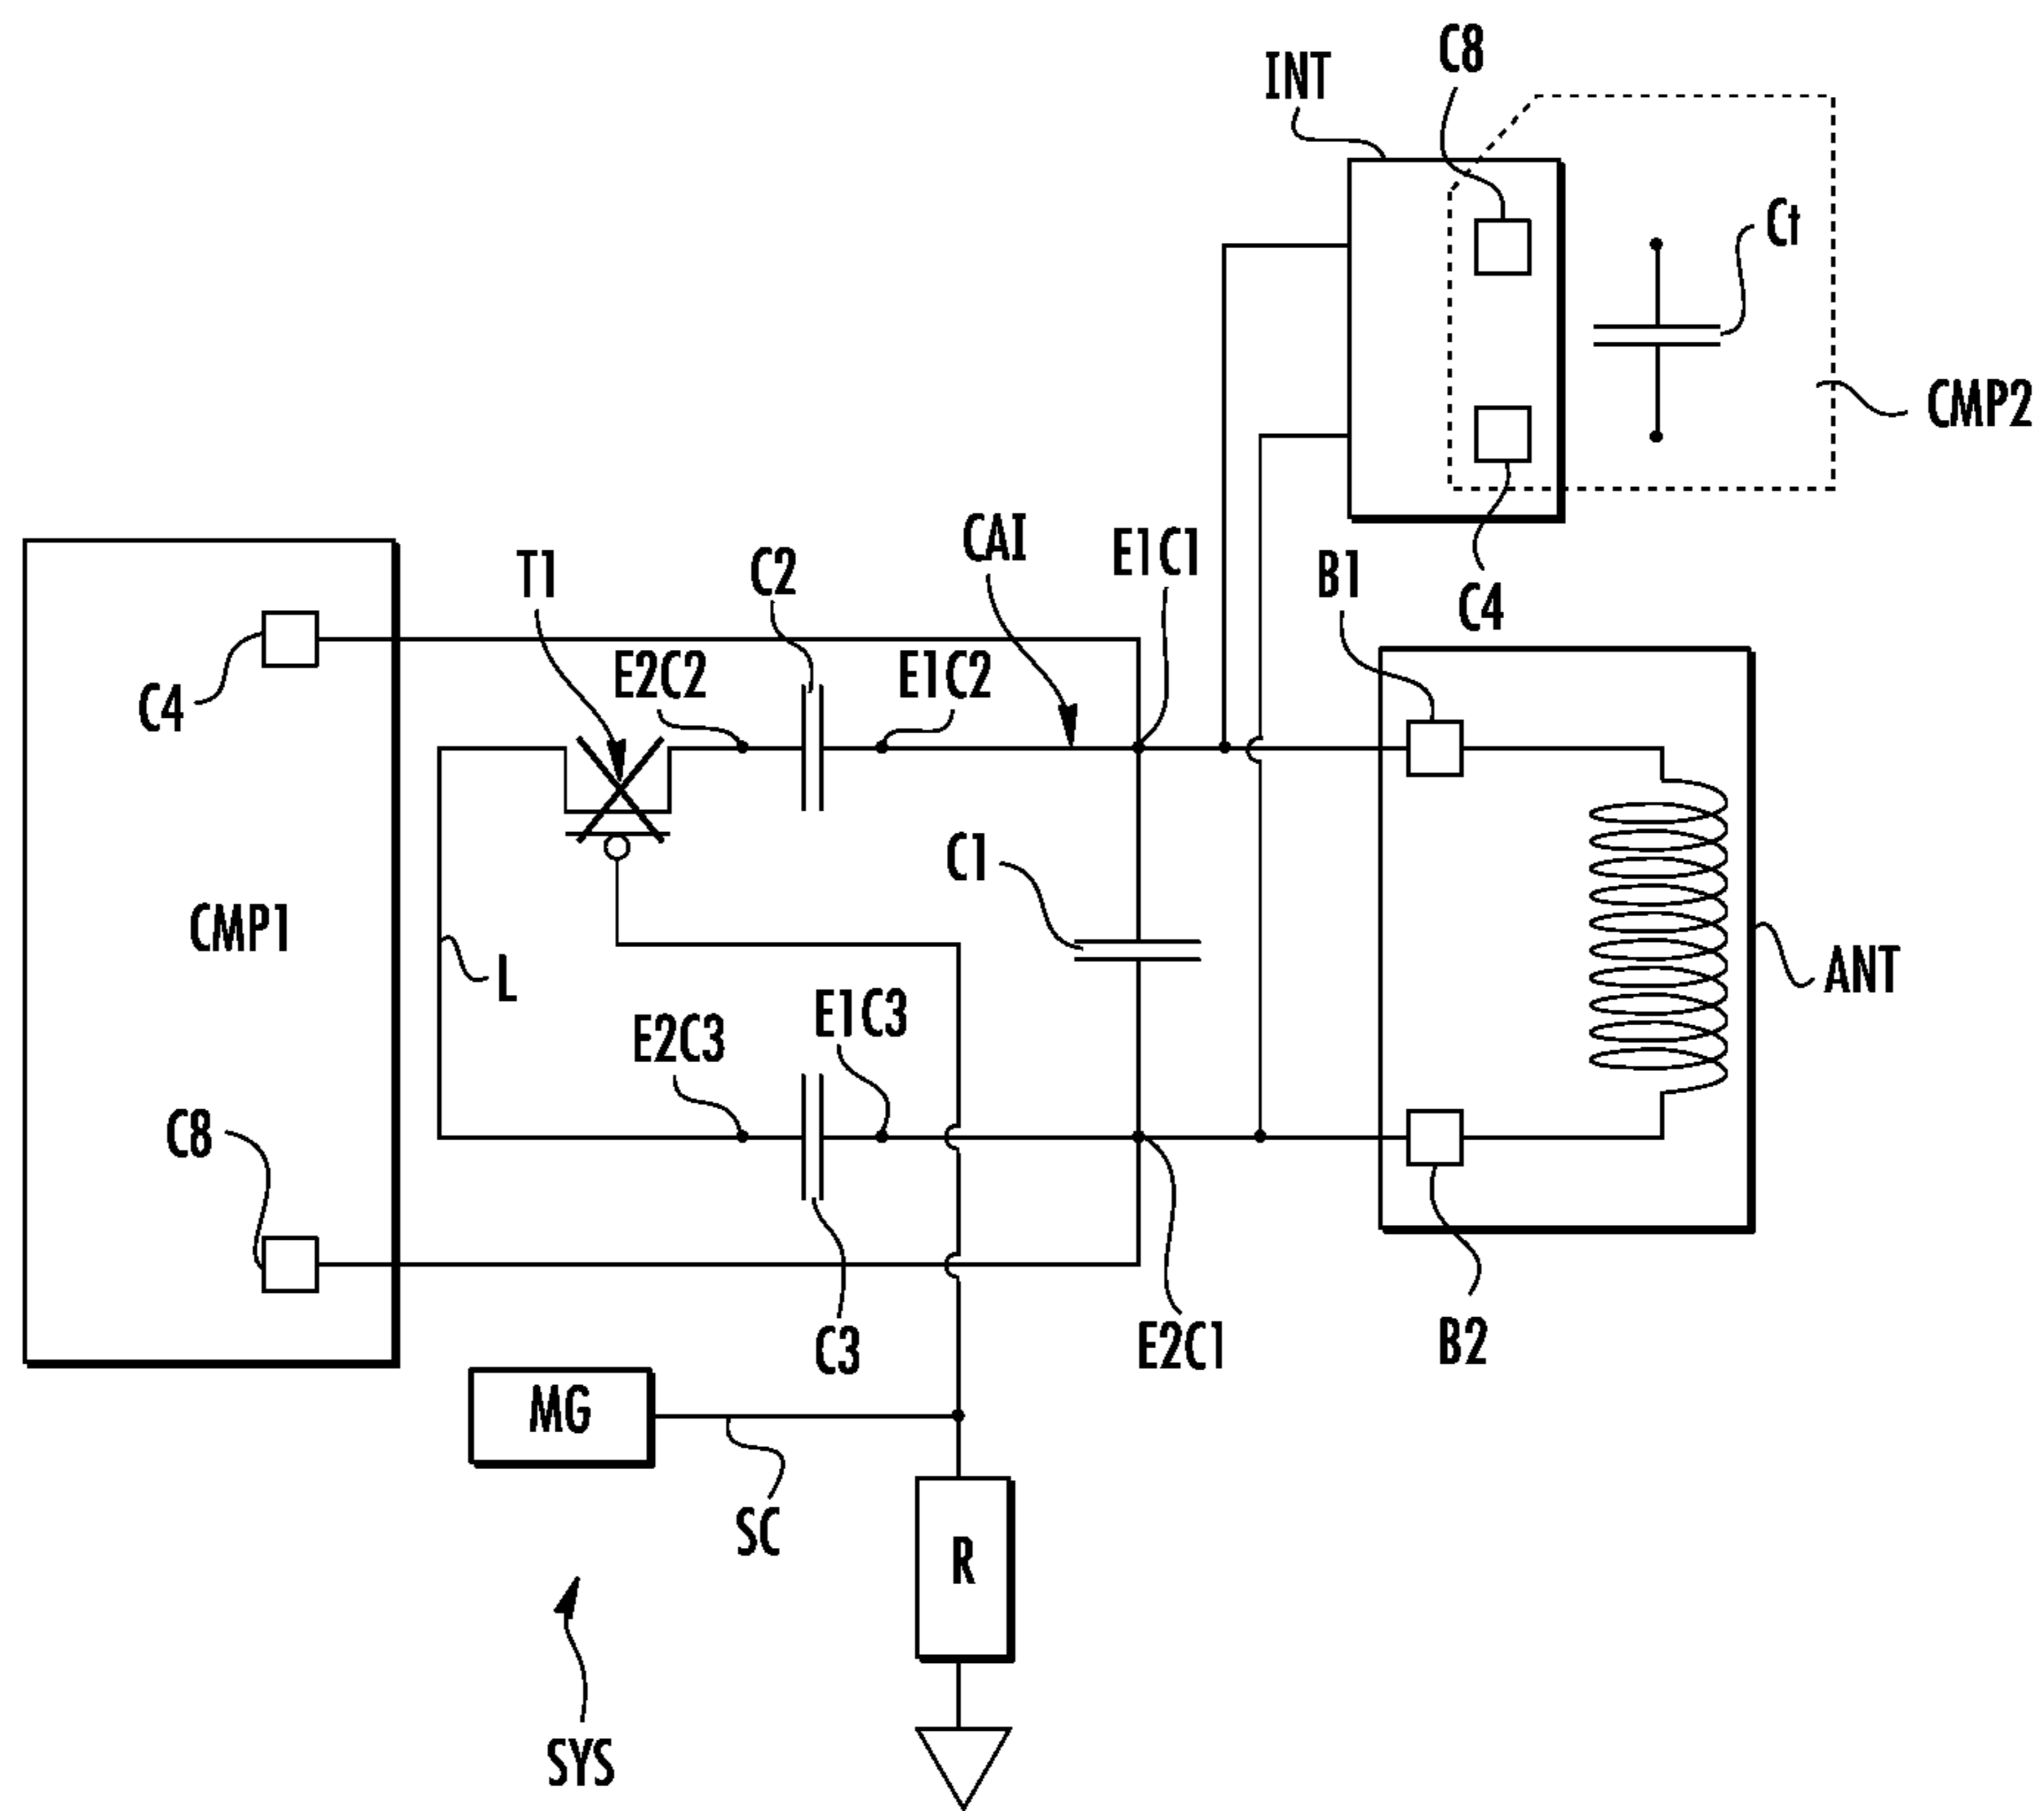 C8
INT
Ct
CMP2
CAI
E1C1
T1
C2
B1
C4
E2C2
E1C2
C4
C1
CMP1
L
E1C3
ANT
E2C3
C8
C3
E2C1
B2
MG
SC
R
SYS